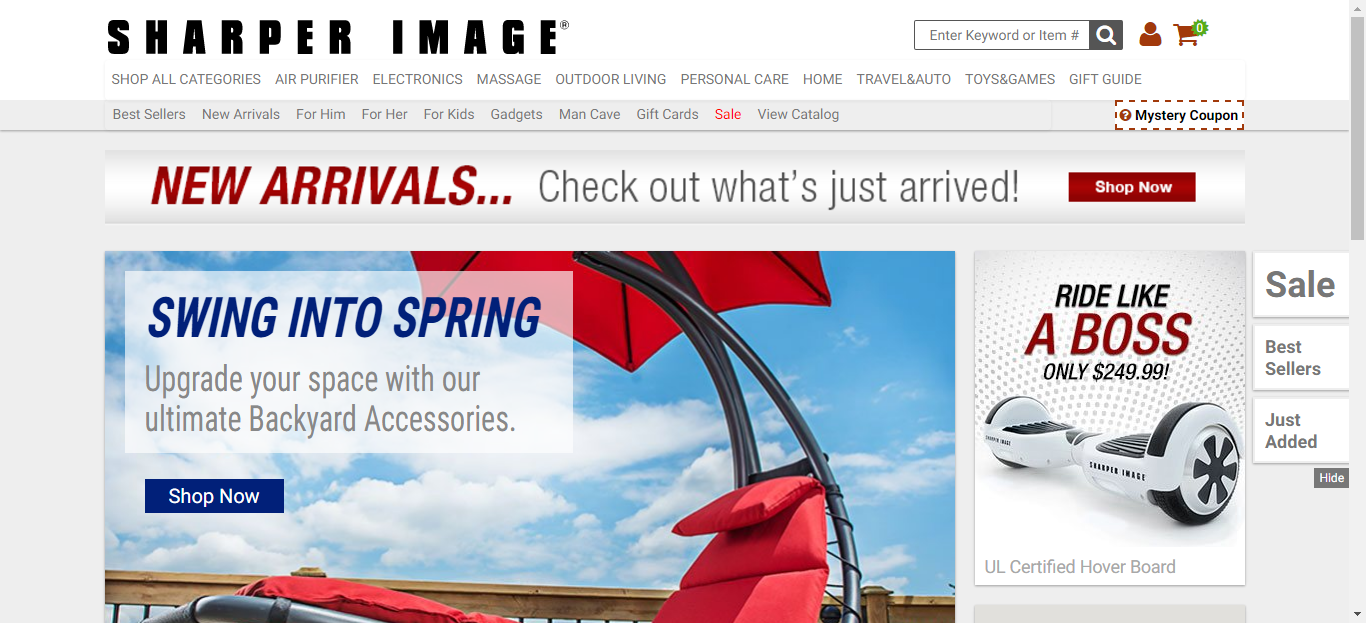 SHARPER IMAGE®
Enter Keyword or Item #
0
SHOP ALL CATEGORIES AIR PURIFIER ELECTRONICS MASSAGE OUTDOOR LIVING PERSONAL CARE HOME TRAVEL&AUTO TOYS&GAMES GIFT GUIDE
Best Sellers New Arrivals For Him For Her For Kids Gadgets Man Cave Gift Cards Sale View Catalog
? Mystery Coupon
NEW ARRIVALS... Check out what's just arrived! Shop Now
SWING INTO SPRING
Upgrade your space with our
ultimate Backyard Accessories.
Shop Now
RIDE LIKE
A BOSS
ONLY $249.99!
SHARPER IMAGE
SHARPER IMAGE
UL Certified Hover Board
Sale
Best
Sellers
Just
Added
Hide